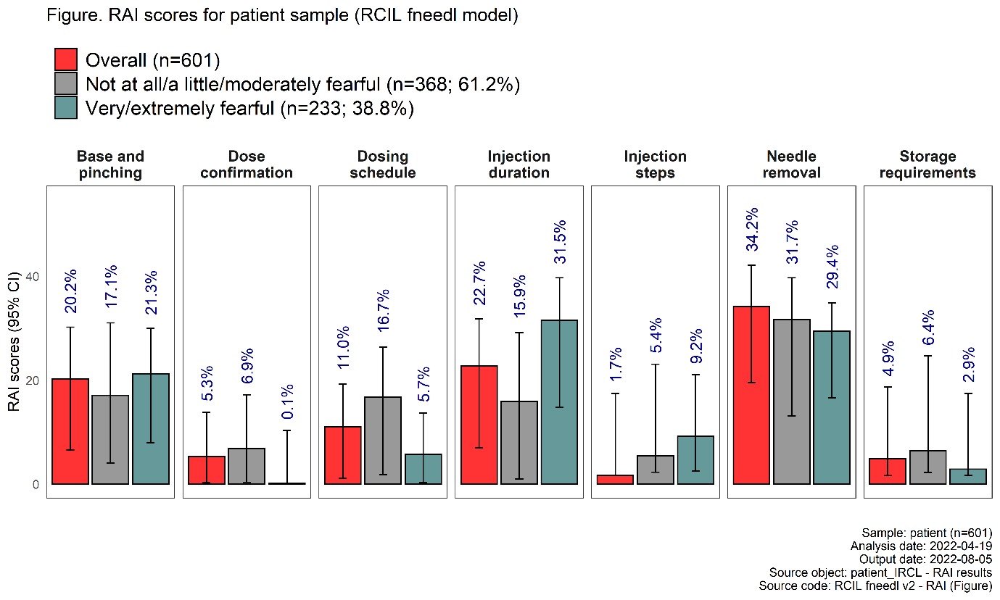 Figure. RAI scores for patient sample (RCIL fneedl model)
Overall (n=601)
Not at all/a little/moderately fearful (n=368; 61.2%)
Very/extremely fearful (n=233; 38.8%)
Base and
pinching
Dose
confirmation
Dosing
schedule
Injection
duration
Injection
steps
Needle
removal
Storage
requirements
RAI scores (95% CI)
40
20
0
20.2%
17.1%
21.3%
5.3%
6.9%
0.1%
11.0%
16.7%
5.7%
22.7%
15.9%
31.5%
1.7%
5.4%
9.2%
34.2%
31.7%
29.4%
4.9%
6.4%
2.9%
Sample: patient (n=601)
Analysis date: 2022-04-19
Output date: 2022-08-05
Source object: patient_IRCL - RAI results
Source code: RCIL fneedl v2 - RAI (Figure)